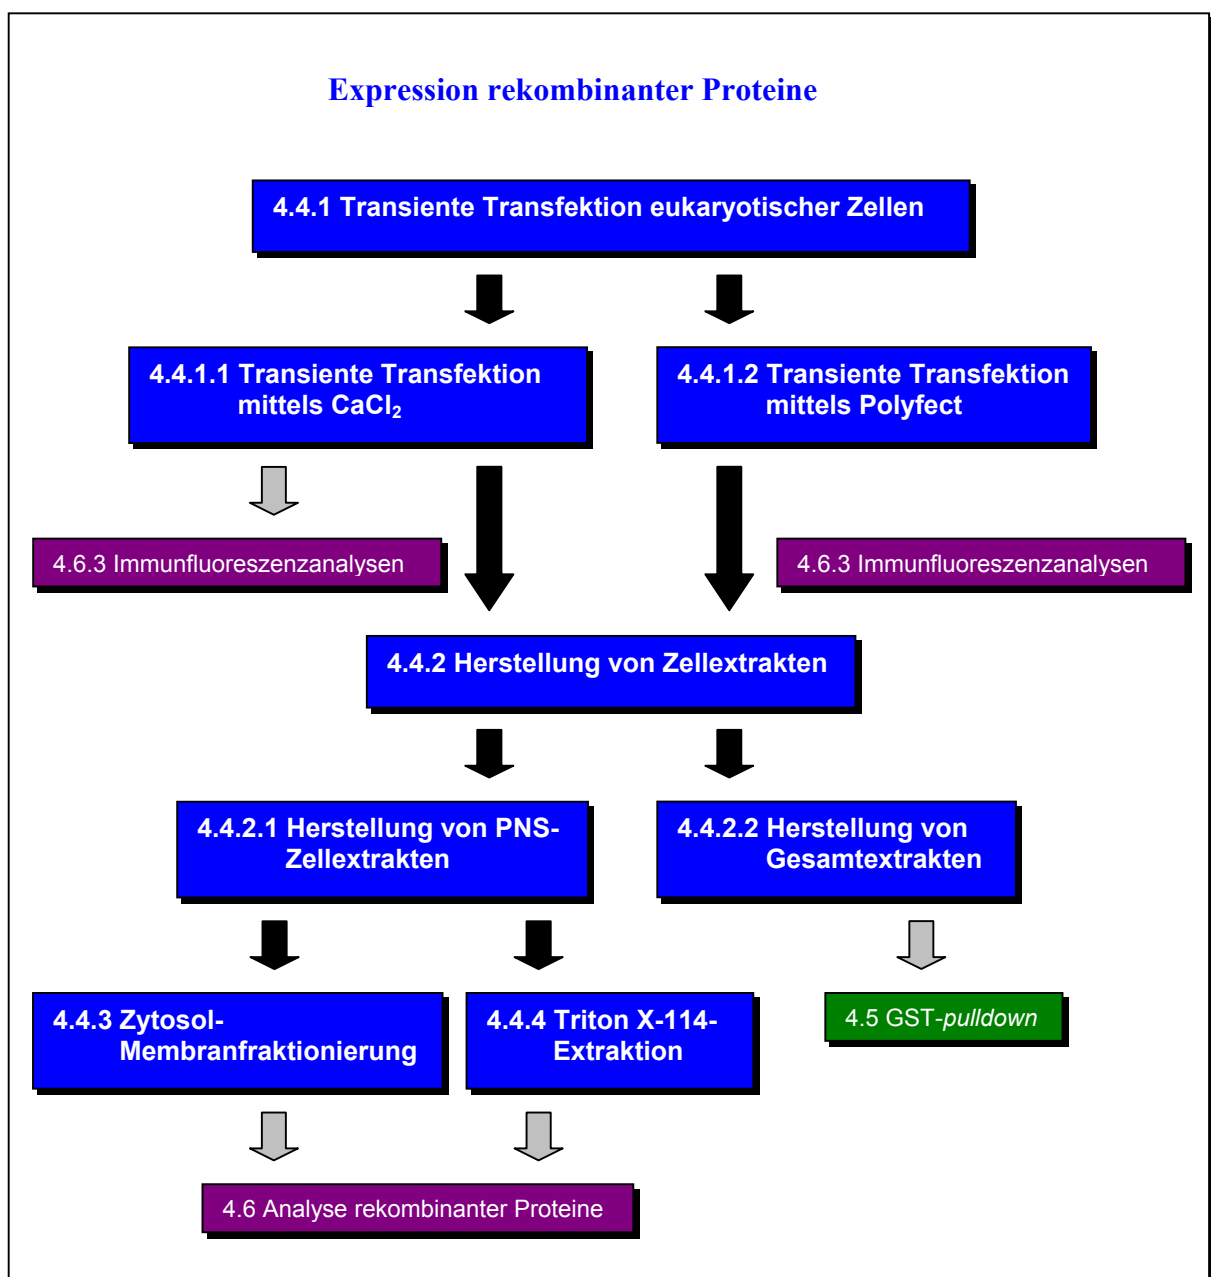 Expression rekombinanter Proteine
4.4.1 Transiente Transfektion eukaryotischer Zellen
4.4.1.1 Transiente Transfektion
mittels CaCl₂
4.4.1.2 Transiente Transfektion
mittels Polyfect
4.6.3 Immunfluoreszenzanalysen
4.6.3 Immunfluoreszenzanalysen
4.4.2 Herstellung von Zellextrakten
4.4.2.1 Herstellung von PNS-
Zellextrakten
4.4.2.2 Herstellung von
Gesamtextrakten
4.4.3 Zytosol-
Membranfraktionierung
4.4.4 Triton X-114-
Extraktion
4.5 GST-pulldown
4.6 Analyse rekombinanter Proteine